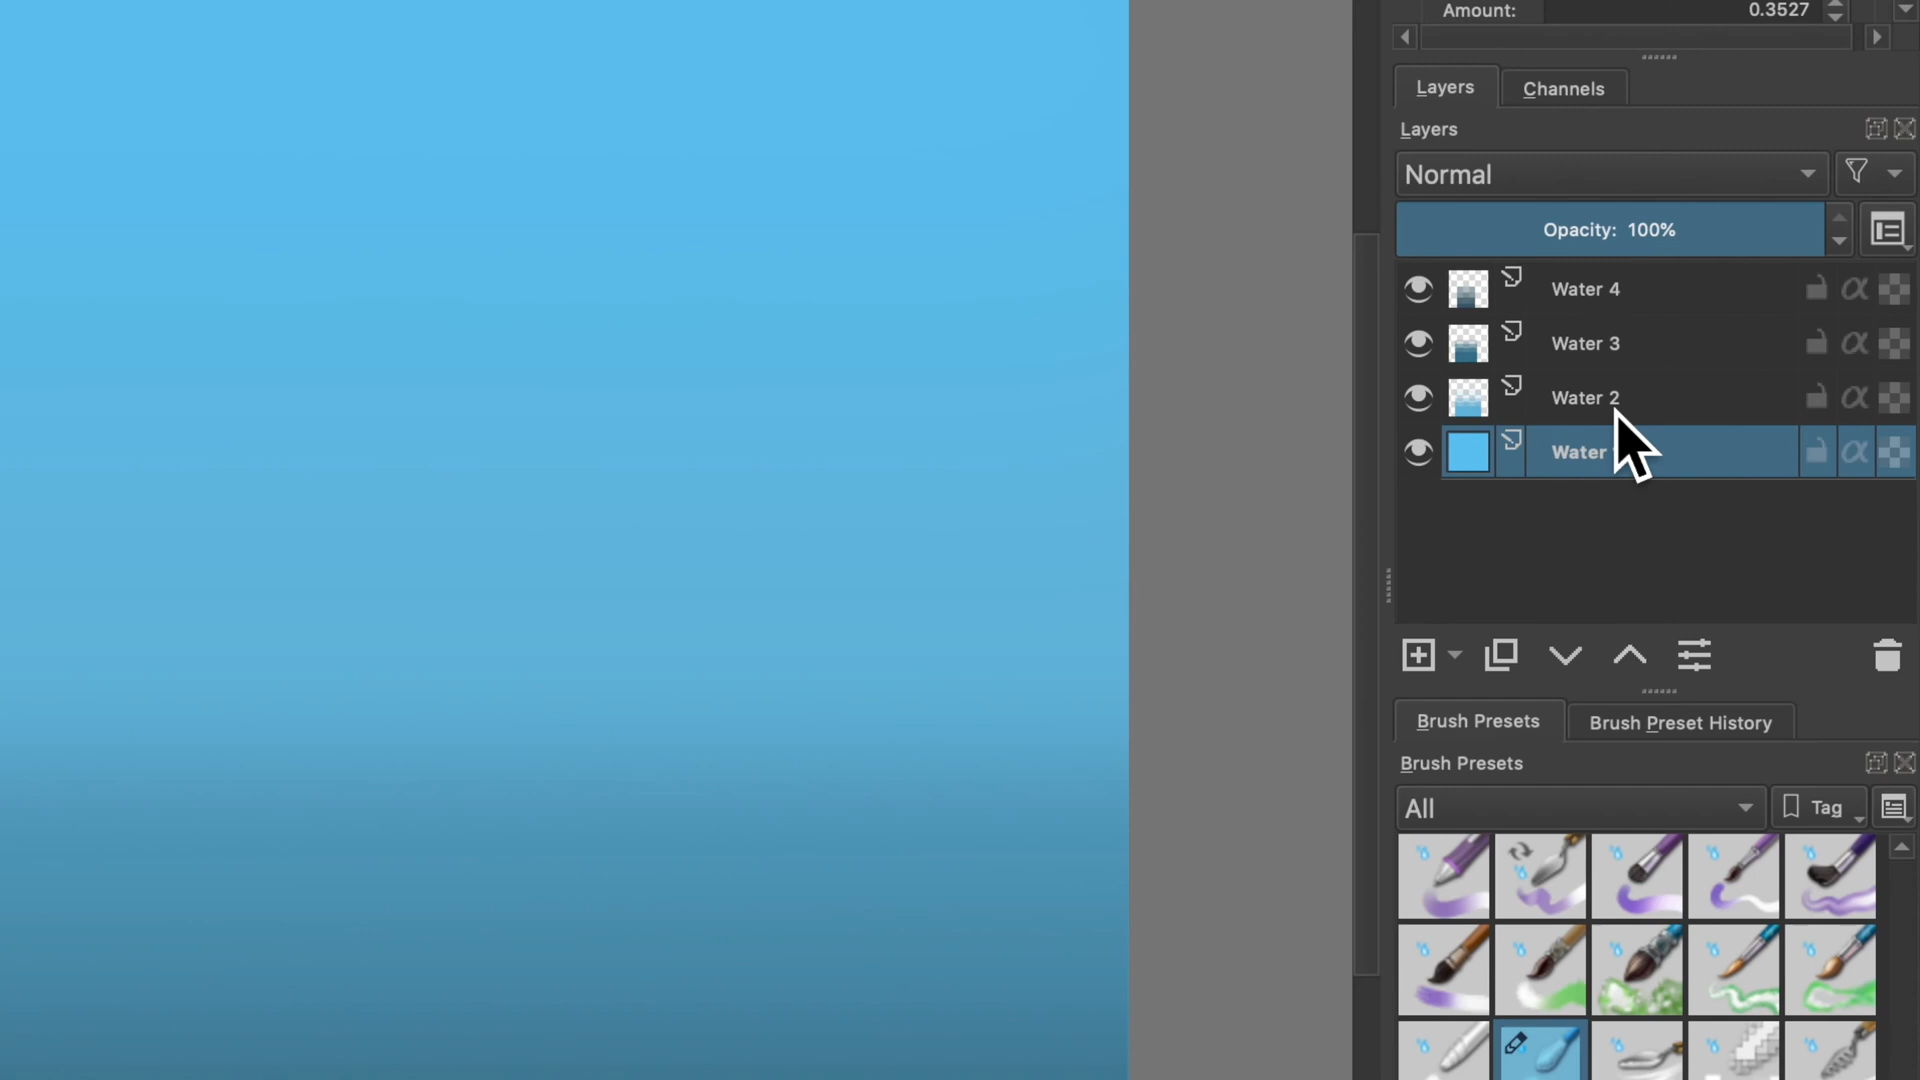 Amount: 0.3527
Layers Channels
Layers
Normal
Opacity: 100%
Water 4
Water 3
Water 2
Water
Brush Presets Brush Preset History
Brush Presets
All Tag